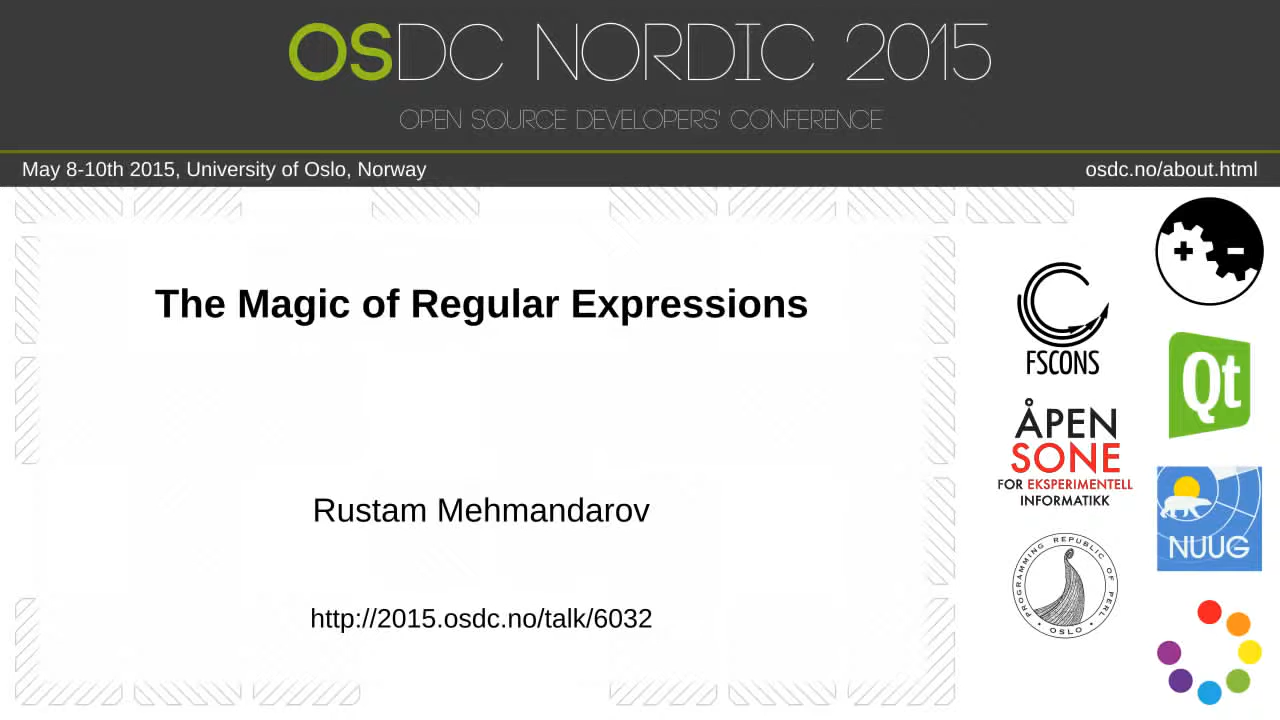 OSDC NORDIC 2015
OPEN SOURCE DEVELOPERS' CONFERENCE
May 8-10th 2015, University of Oslo, Norway
osdc.no/about.html
The Magic of Regular Expressions
Rustam Mehmandarov
http://2015.osdc.no/talk/6032
+ -
FSCONS
Qt
ÅPEN
SONE
FOR EKSPERIMENTELL
INFORMATIKK
NUUG
PROGRAMMING REPUBLIC OF PERL
• OSLO •